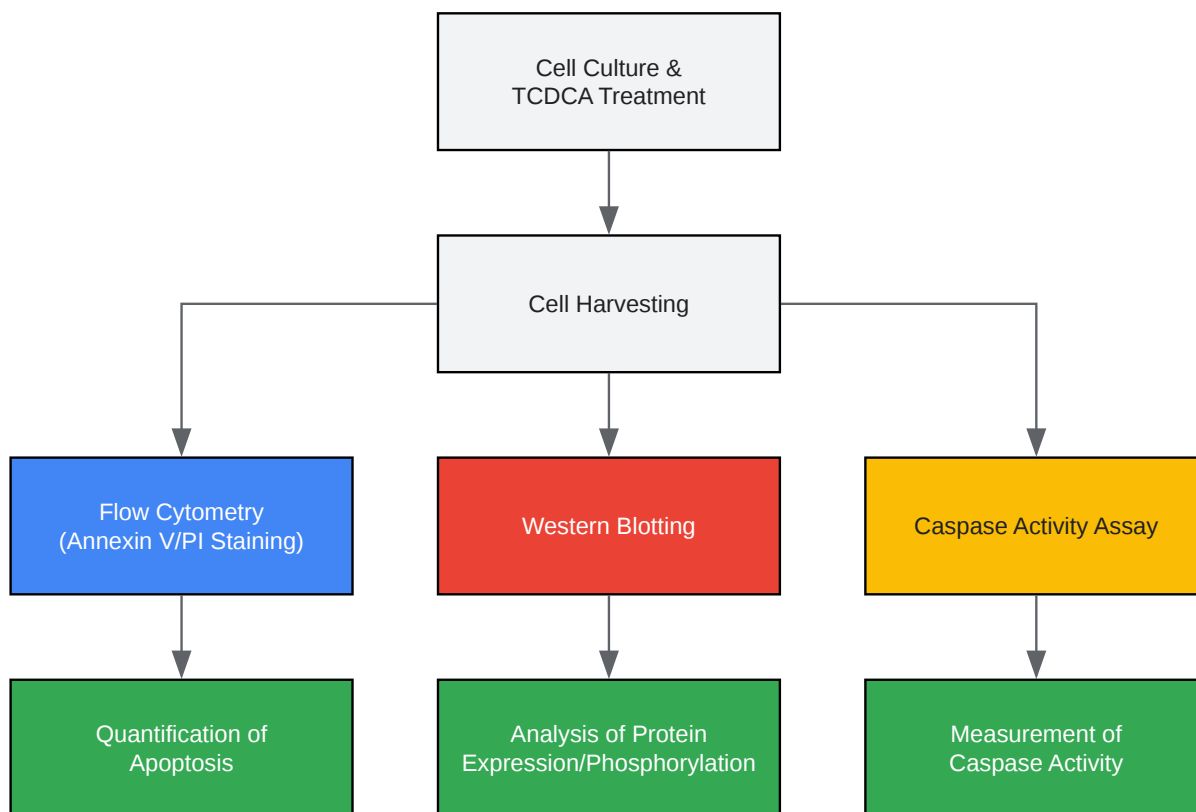 Cell Culture &
TCDCA Treatment
Cell Harvesting
Flow Cytometry
(Annexin V/PI Staining)
Western Blotting
Caspase Activity Assay
Quantification of
Apoptosis
Analysis of Protein
Expression/Phosphorylation
Measurement of
Caspase Activity